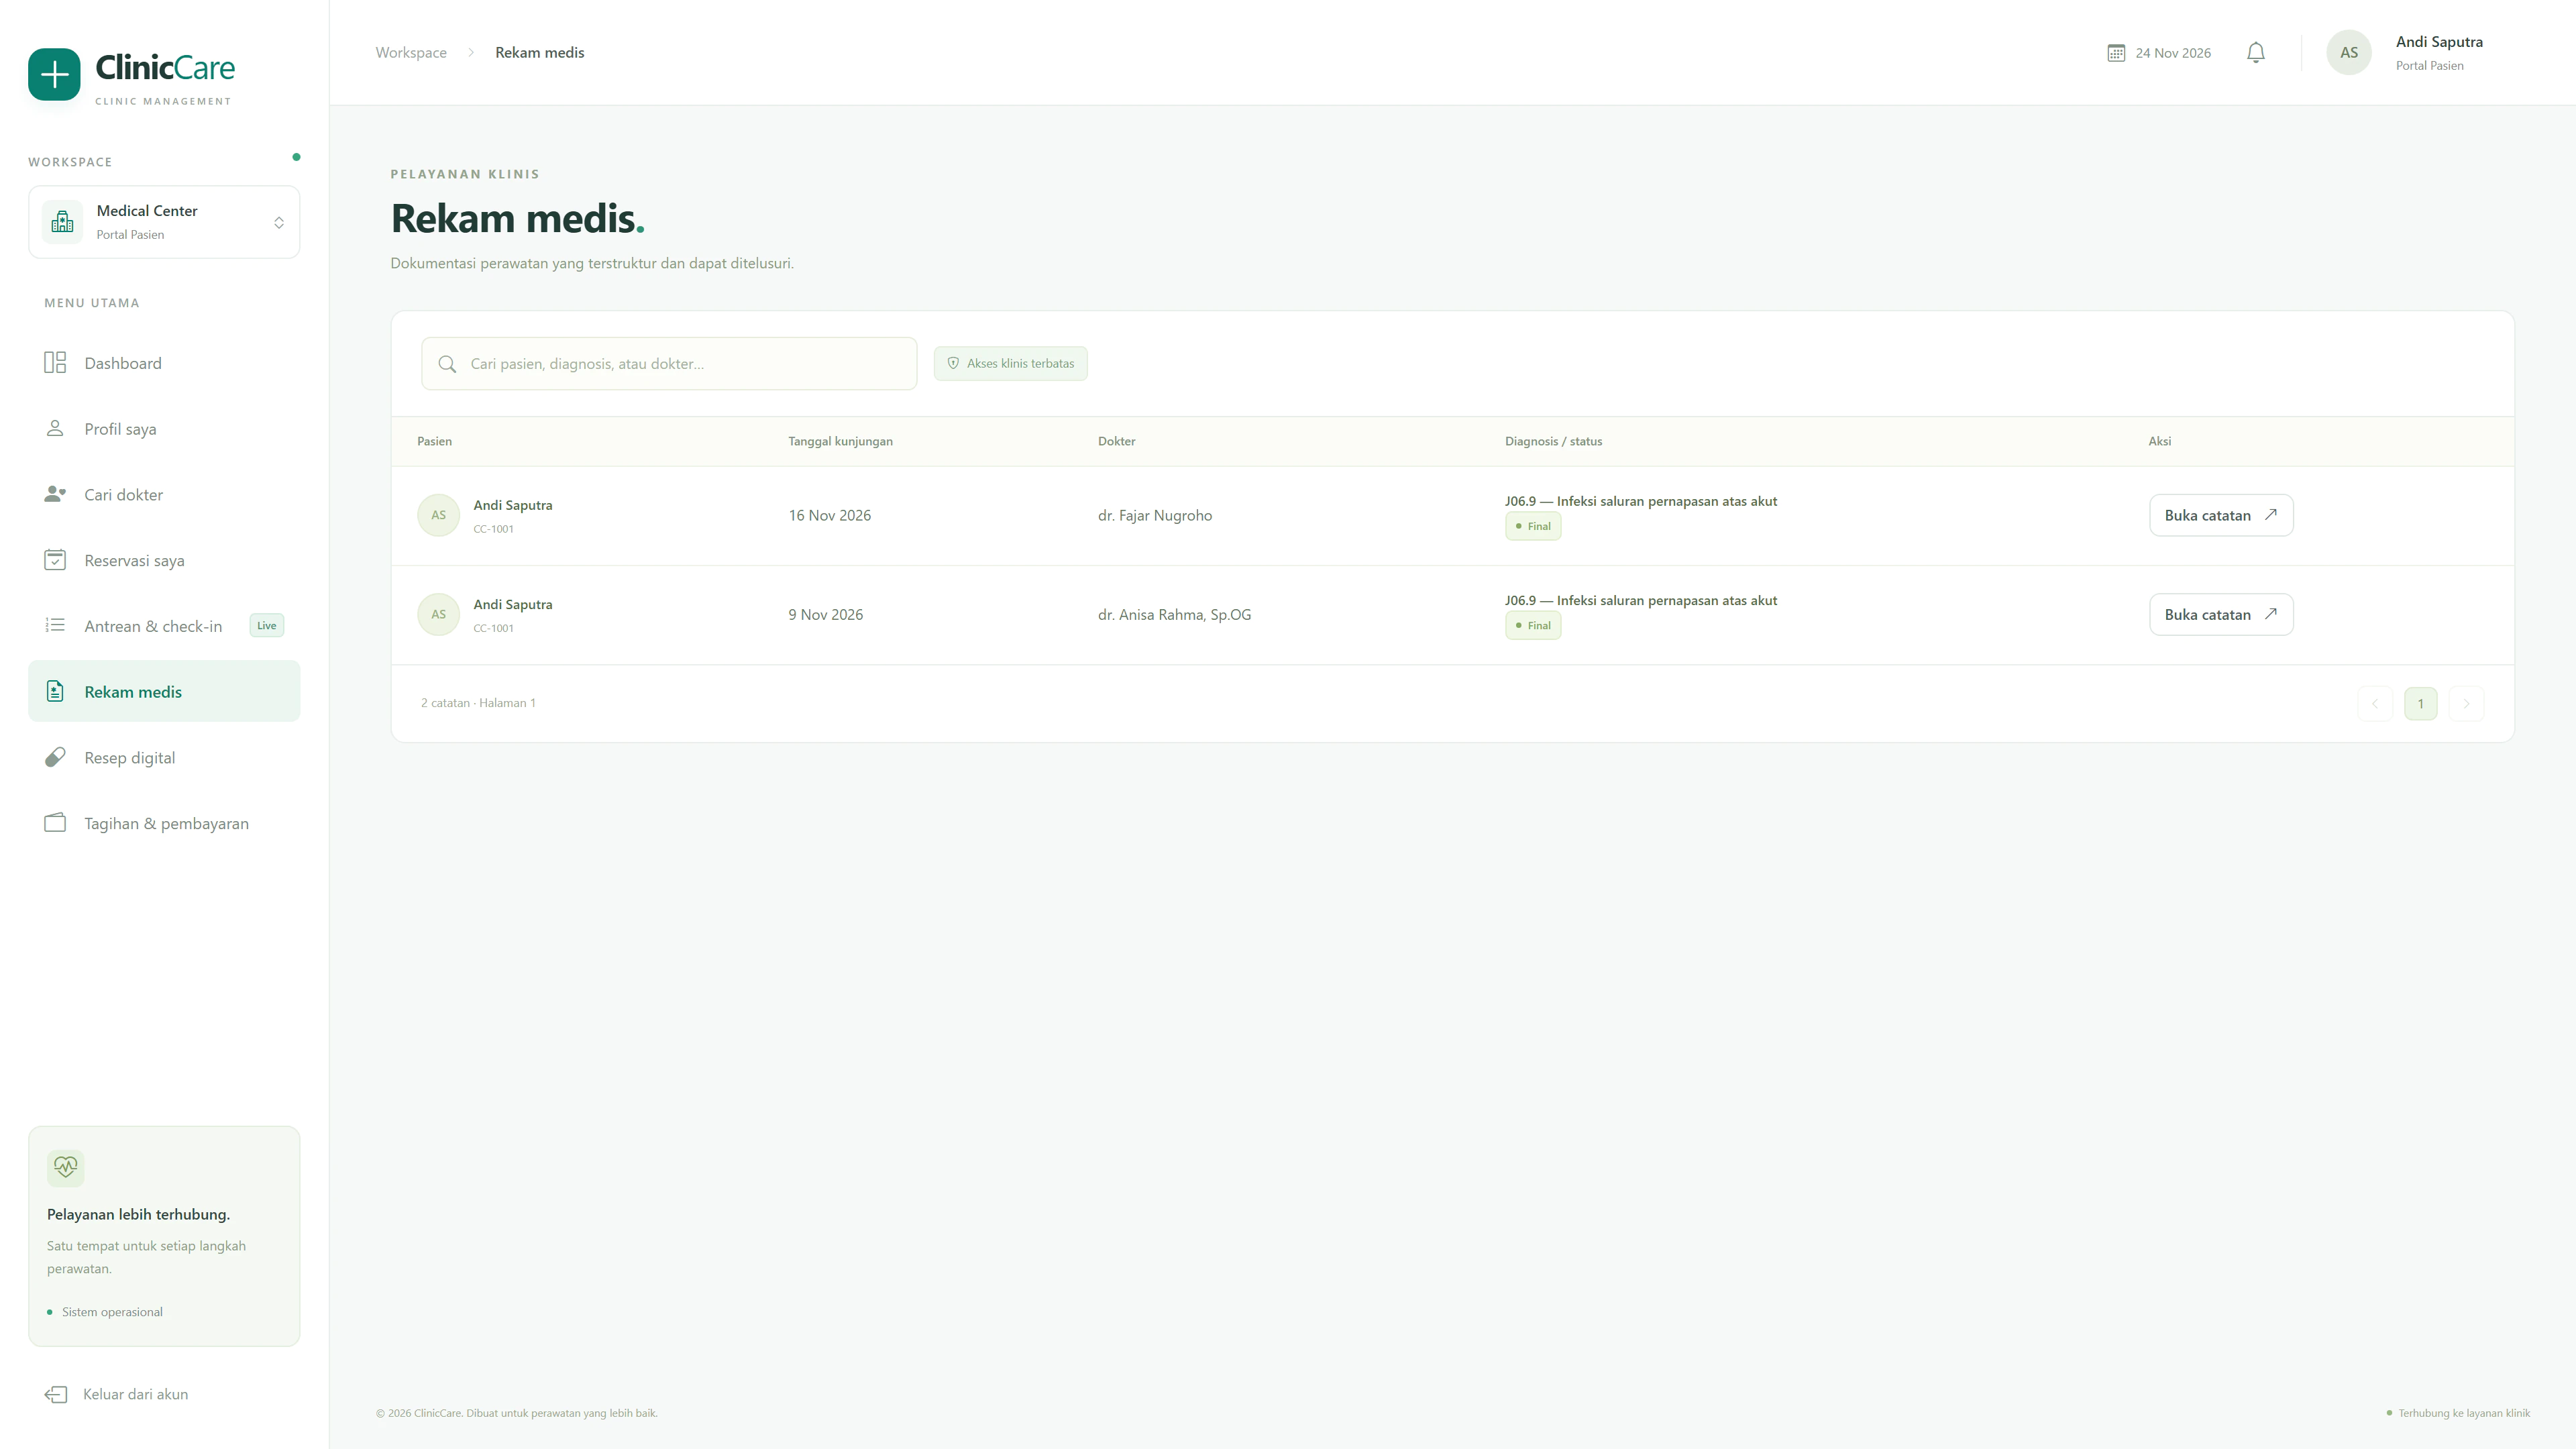 ClinicCare
CLINIC MANAGEMENT
WORKSPACE
Medical Center
Portal Pasien
MENU UTAMA
Dashboard
Profil saya
Cari dokter
Reservasi saya
Antrean & check-in Live
Rekam medis
Resep digital
Tagihan & pembayaran
Pelayanan lebih terhubung.
Satu tempat untuk setiap langkah
perawatan.
Sistem operasional
Keluar dari akun
Workspace Rekam medis
24 Nov 2026
AS
Andi Saputra
Portal Pasien
PELAYANAN KLINIS
Rekam medis.
Dokumentasi perawatan yang terstruktur dan dapat ditelusuri.
Cari pasien, diagnosis, atau dokter...
Akses klinis terbatas
Pasien Tanggal kunjungan Dokter Diagnosis / status Aksi
AS Andi Saputra
CC-1001
16 Nov 2026
dr. Fajar Nugroho
J06.9 — Infeksi saluran pernapasan atas akut
Final
Buka catatan
AS Andi Saputra
CC-1001
9 Nov 2026
dr. Anisa Rahma, Sp.OG
J06.9 — Infeksi saluran pernapasan atas akut
Final
Buka catatan
2 catatan · Halaman 1
1
© 2026 ClinicCare. Dibuat untuk perawatan yang lebih baik.
Terhubung ke layanan klinik